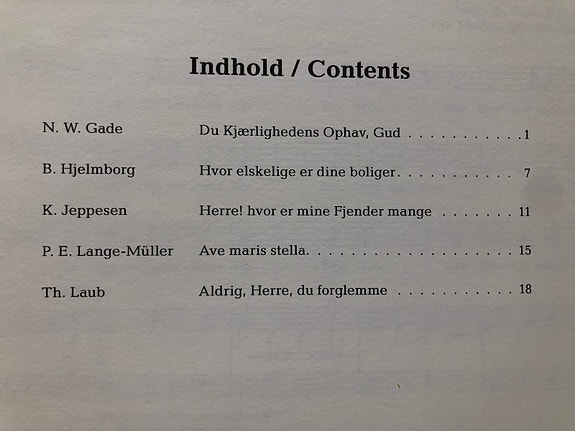 Indhold / Contents
N. W. Gade Du Kjærlighedens Ophav, Gud . . . . . . . . . . . 1
B. Hjelmborg Hvor elskelige er dine boliger. . . . . . . . . . . 7
K. Jeppesen Herre! hvor er mine Fjender mange . . . . . . . 11
P. E. Lange-Müller Ave maris stella. . . . . . . . . . . . . . . . . . . 15
Th. Laub Aldrig, Herre, du forglemme . . . . . . . . . . . 18